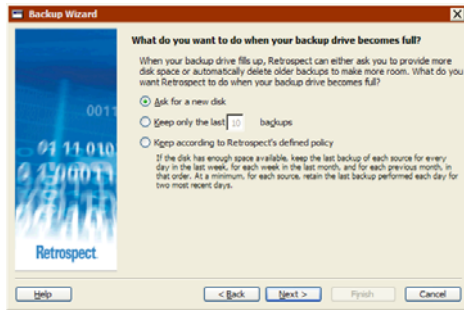 Backup Wizard
What do you want to do when your backup drive becomes full?
When your backup drive fills up, Retrospect can either ask you to provide more
disk space or automatically delete older backups to make more room. What do you
want Retrospect to do when your backup drive becomes full?
Ask for a new disk
Keep only the last 10 backups
Keep according to Retrospect's defined policy
If the disk has enough space available, keep the last backup of each source for every
day in the last week, for each week in the last month, and for each previous month, in
that order. At a minimum, for each source, retain the last backup performed each day for
two most recent days.
0011
01 11 010
Retrospect
Help
< Back
Next >
Finish
Cancel